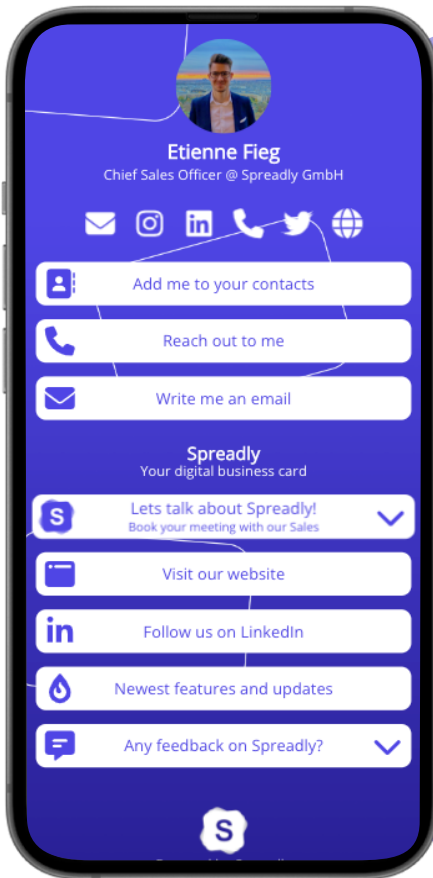 Etienne Fieg
Chief Sales Officer @ Spreadly GmbH
in
Add me to your contacts
Reach out to me
Write me an email
Spreadly
Your digital business card
S
Lets talk about Spreadly!
Book your meeting with our Sales
Visit our website
in
Follow us on LinkedIn
Newest features and updates
Any feedback on Spreadly?
S